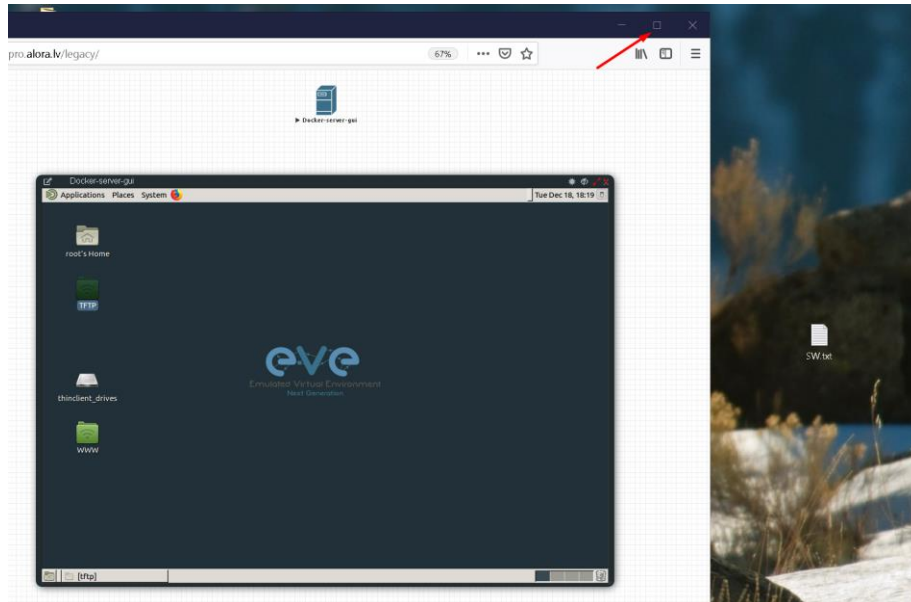 pro.alora.lv/legacy/
67%
Docker-server-gui
Docker-server-gui
Applications Places System
Tue Dec 18, 18:19
root's Home
TFTP
eve
Emulated Virtual Environment
Next Generation
thinclient_drives
WWW
[tftp]
SW.txt